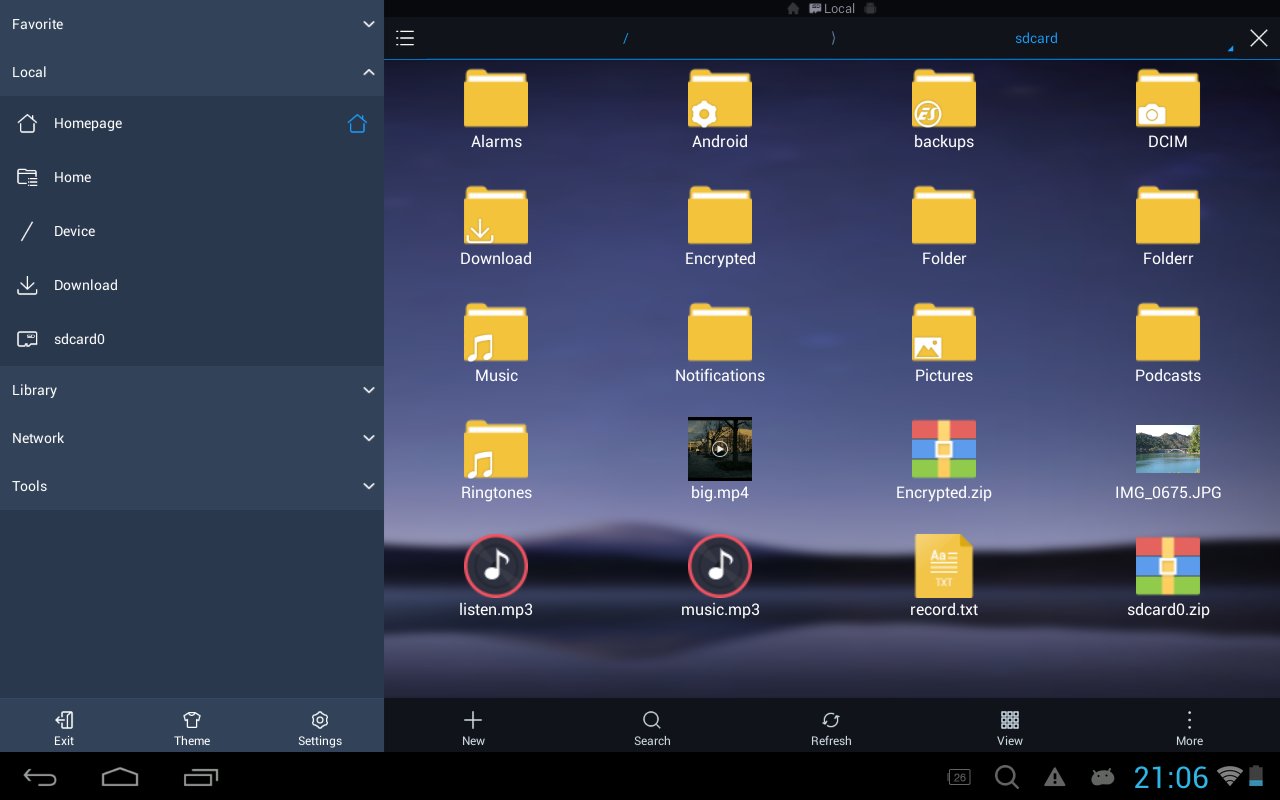 Favorite
Local
Homepage
Home
Device
Download
sdcard0
Library
Network
Tools
Exit
Theme
Settings
Local
/
sdcard
Alarms
Android
backups
DCIM
Download
Encrypted
Folder
Folderr
Music
Notifications
Pictures
Podcasts
Ringtones
big.mp4
Encrypted.zip
IMG_0675.JPG
Aa
TXT
listen.mp3
music.mp3
record.txt
sdcard0.zip
New
Search
Refresh
View
More
26
21:06